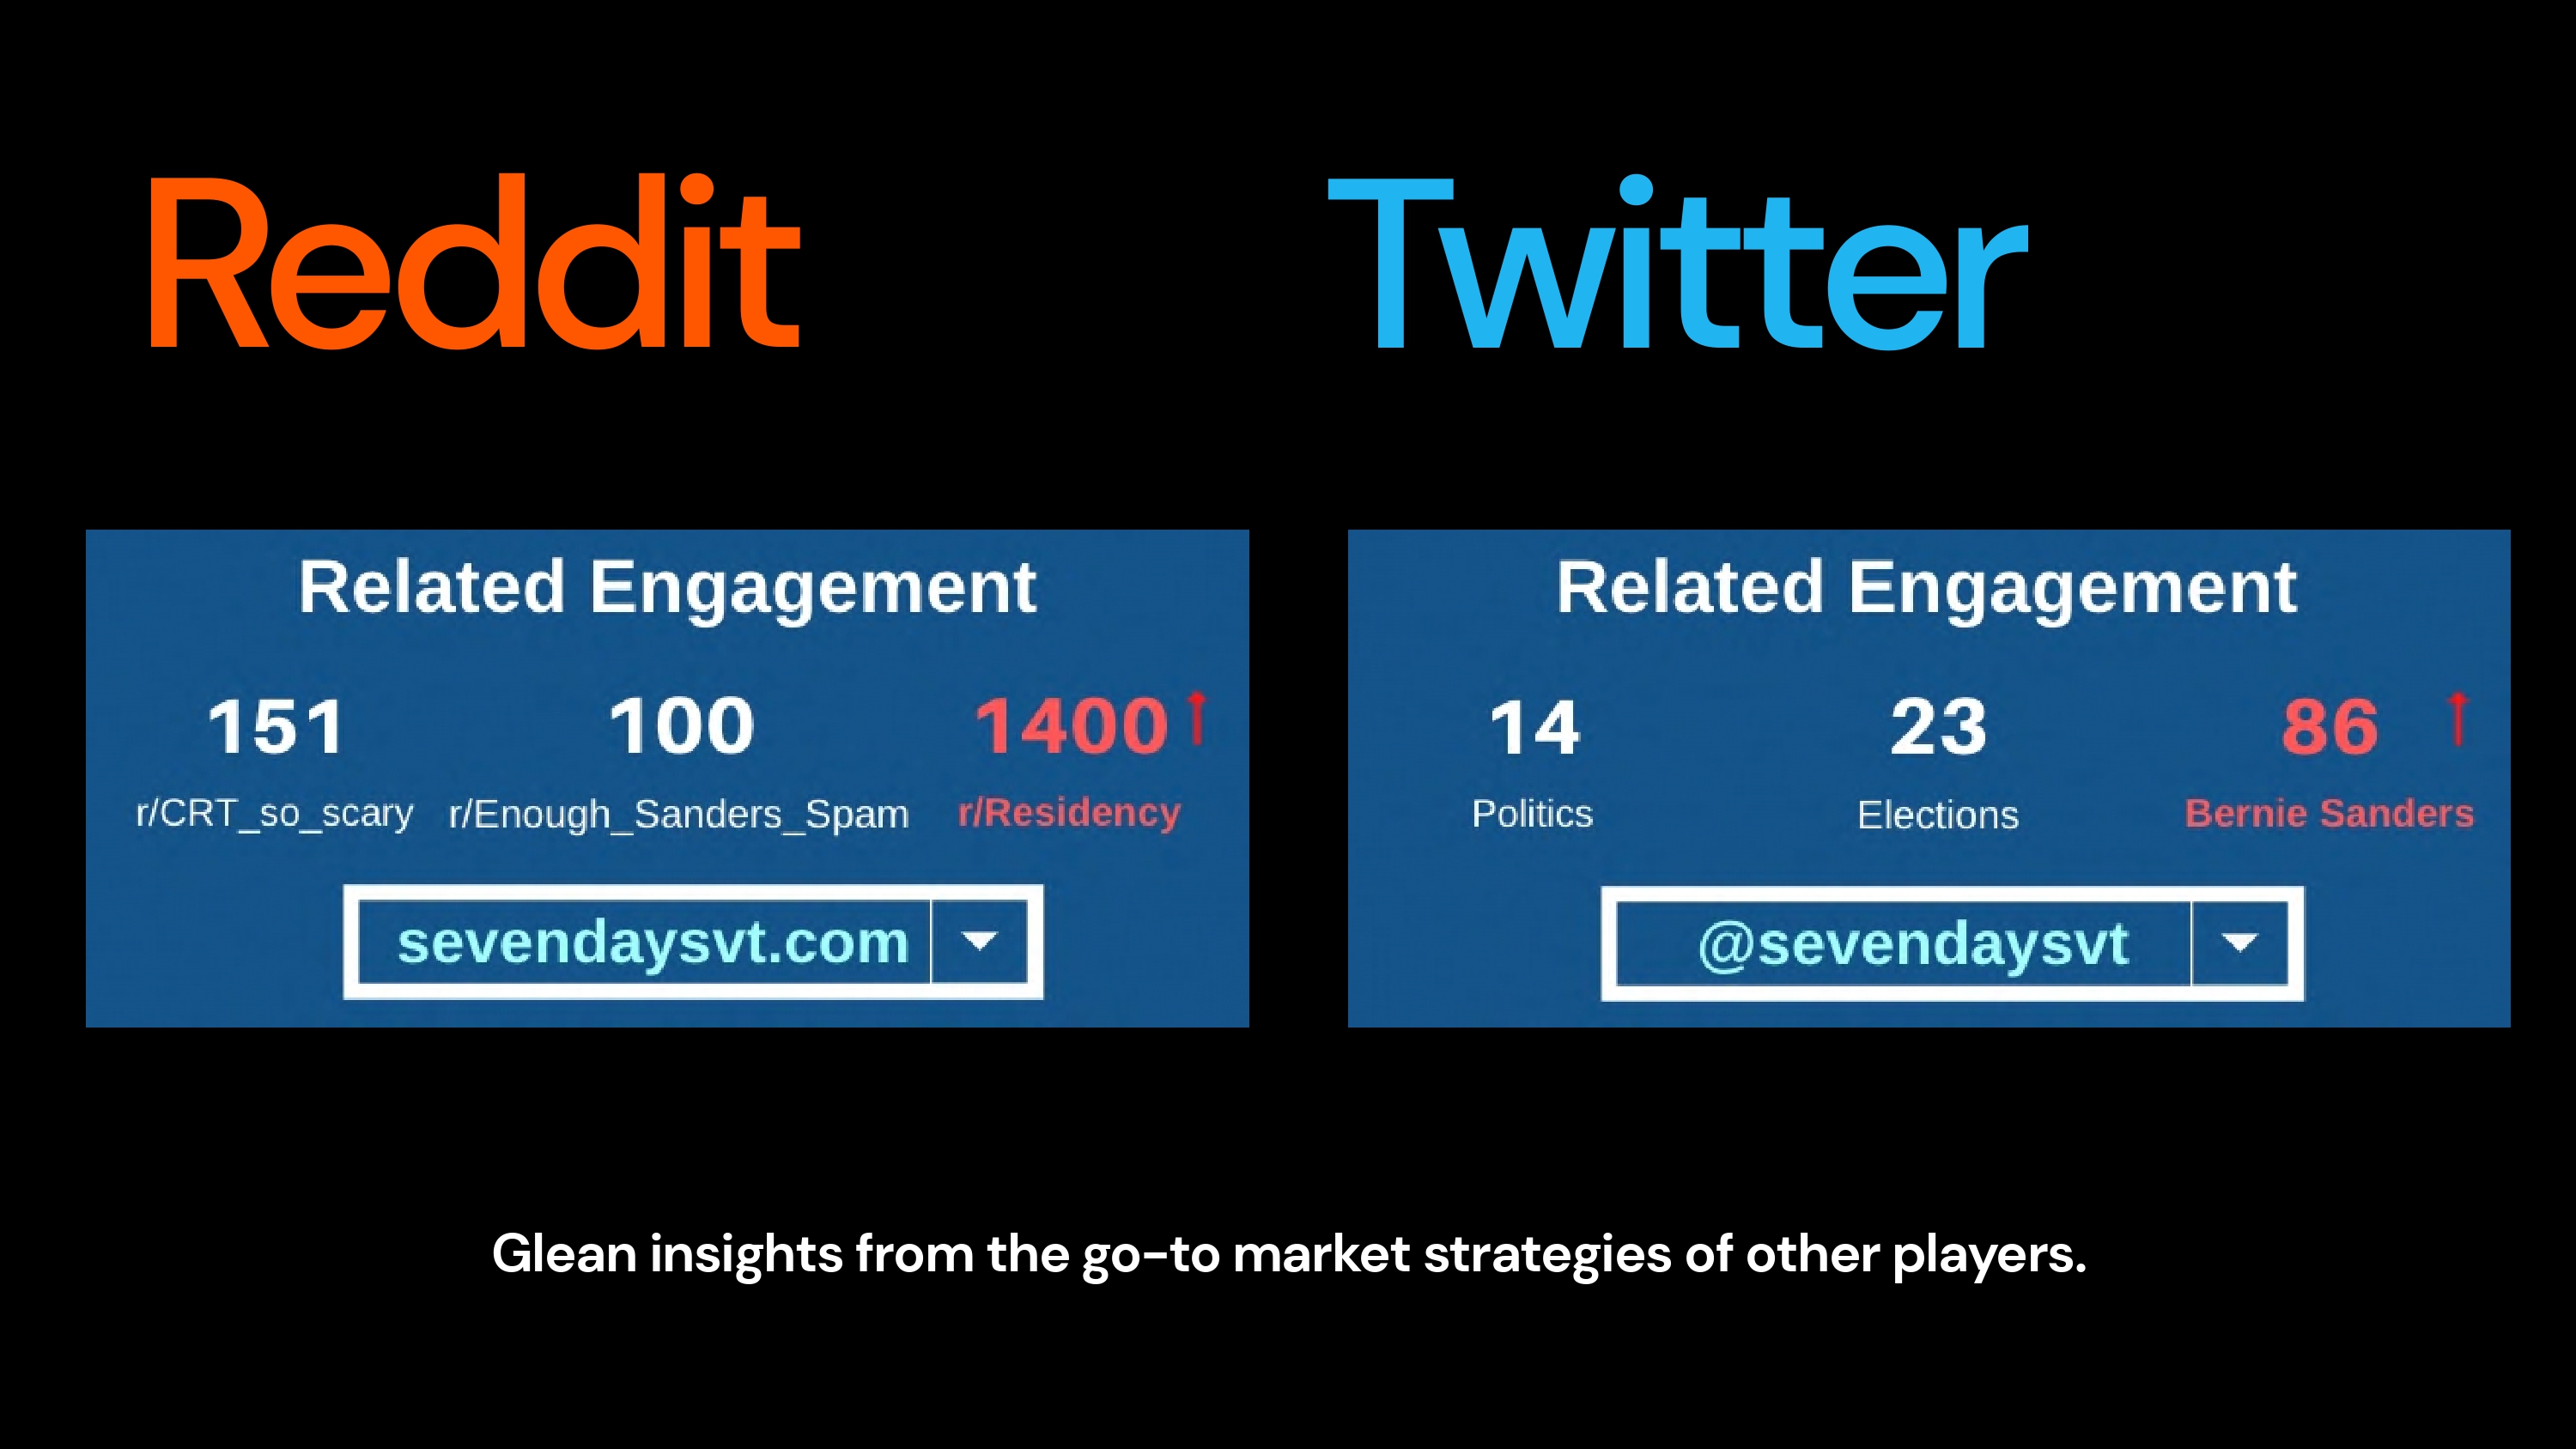 Reddit
Twitter
Related Engagement
151 100 1400↑
r/CRT_so_scary r/Enough_Sanders_Spam r/Residency
sevendaysvt.com
Related Engagement
14 23 86 ↑
Politics Elections Bernie Sanders
@sevendaysvt
Glean insights from the go-to market strategies of other players.